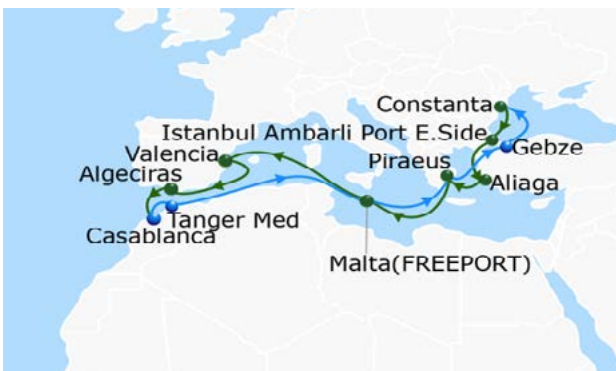 Constanta
Istanbul Ambarli Port E.Side
Gebze
Valencia
Piraeus
Algeciras
Aliaga
Tanger Med
Casablanca
Malta(FREEPORT)